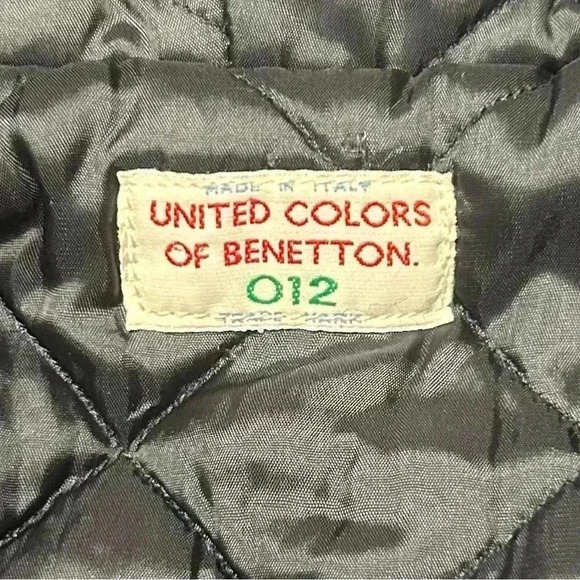 MADE IN ITALY
UNITED COLORS
OF BENETTON.
012
TRADE MARK